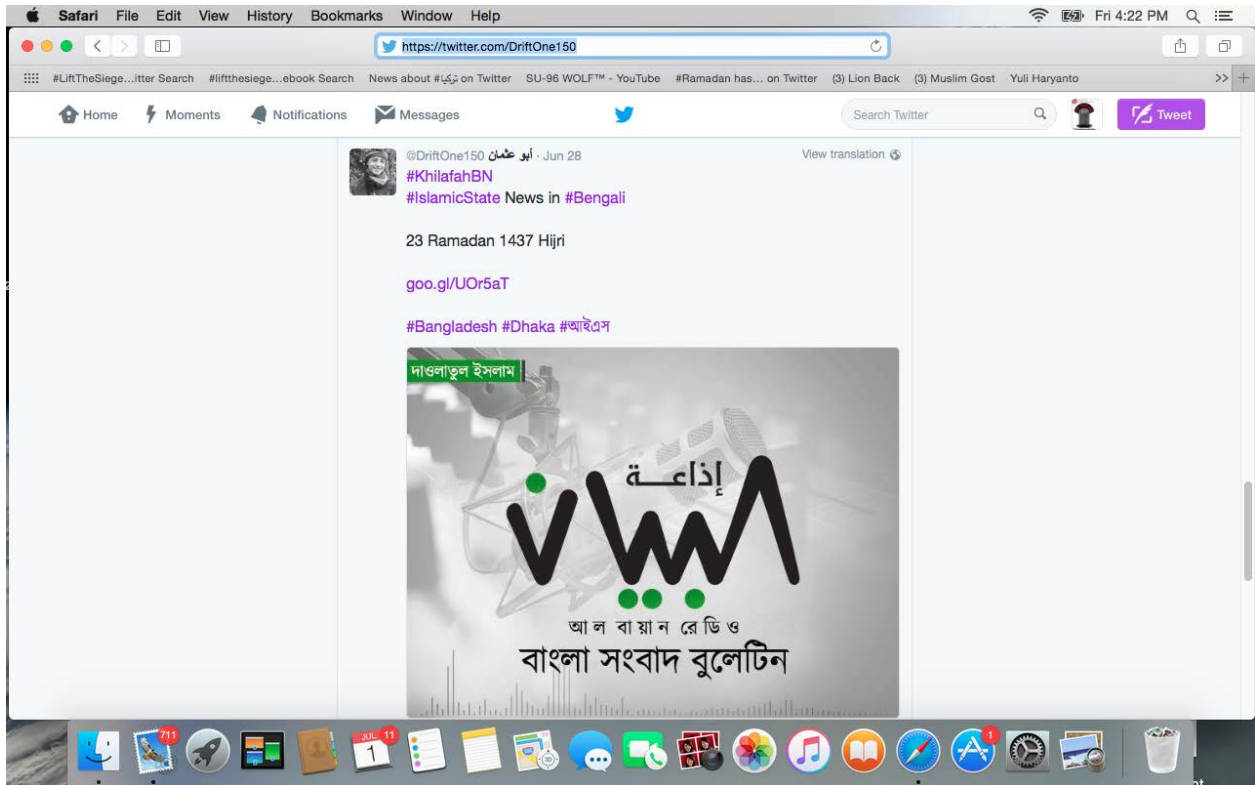 Safari File Edit View History Bookmarks Window Help Fri 4:22 PM
https://twitter.com/DriftOne150
#LiftTheSiege...itter Search #liftthesiege...ebook Search News about #تركيا on Twitter SU-96 WOLF™ - YouTube #Ramadan has... on Twitter (3) Lion Back (3) Muslim Gost Yuli Haryanto >> +
Home Moments Notifications Messages Search Twitter Tweet
@DriftOne150 أبو عثمان · Jun 28 View translation
#KhilafahBN
#IslamicState News in #Bengali
23 Ramadan 1437 Hijri
goo.gl/UOr5aT
#Bangladesh #Dhaka #আইএস
দাওলাতুল ইসলাম
إذاعة
البيان
আল বায়ান রেডিও
বাংলা সংবাদ বুলেটিন
711 JUL 11 1 1